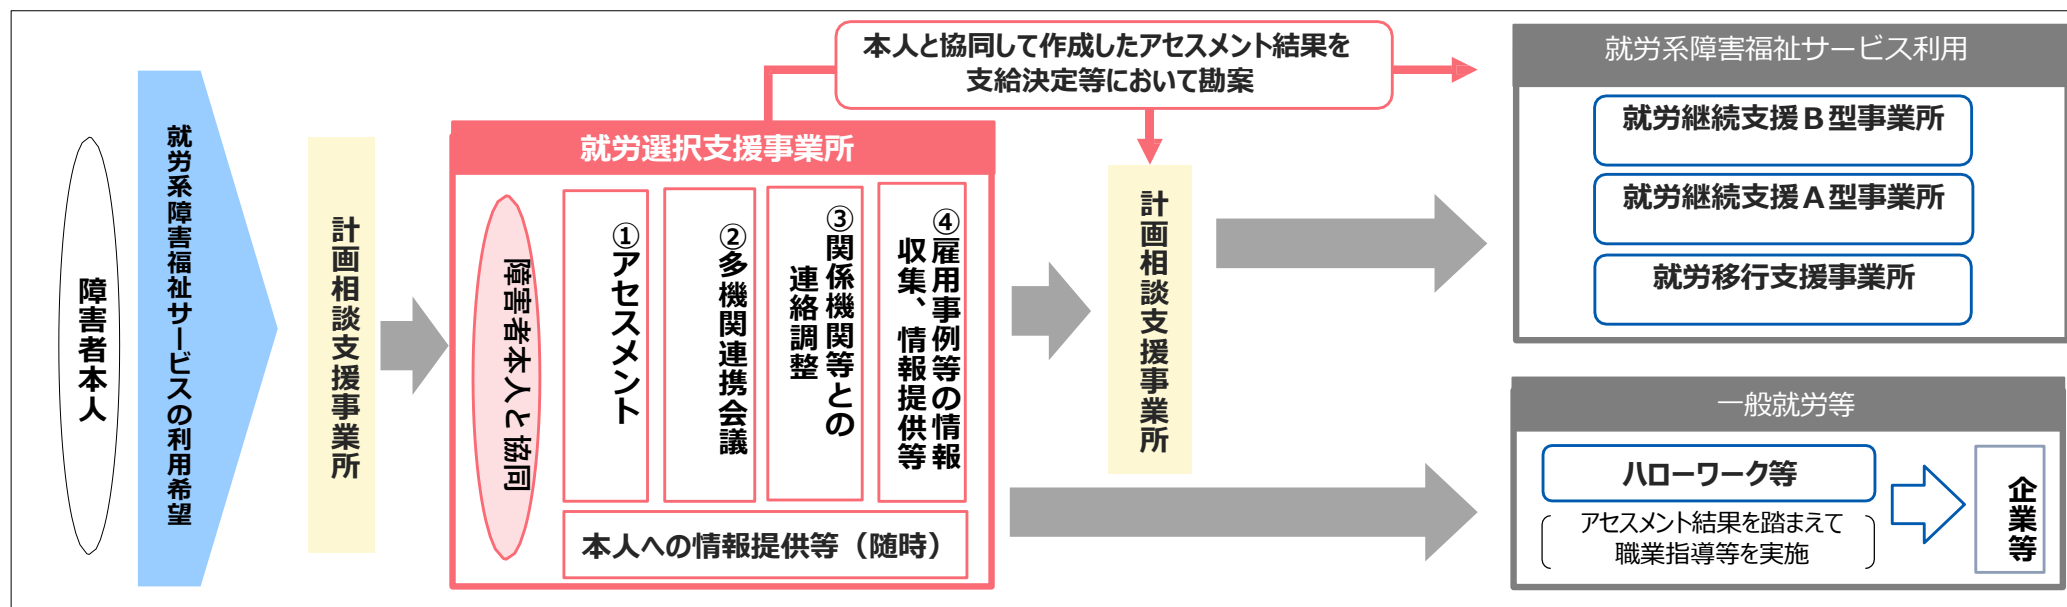 障害者本人
就労系障害福祉サービスの利用希望
計画相談支援事業所
就労選択支援事業所
障害者本人と協同
①アセスメント
②多機関連携会議
③関係機関等との
連絡調整
④雇用事例等の情報
収集、情報提供等
本人への情報提供等（随時）
本人と協同して作成したアセスメント結果を
支給決定等において勘案
計画相談支援事業所
就労系障害福祉サービス利用
就労継続支援Ｂ型事業所
就労継続支援Ａ型事業所
就労移行支援事業所
一般就労等
ハローワーク等
アセスメント結果を踏まえて
職業指導等を実施
企業等